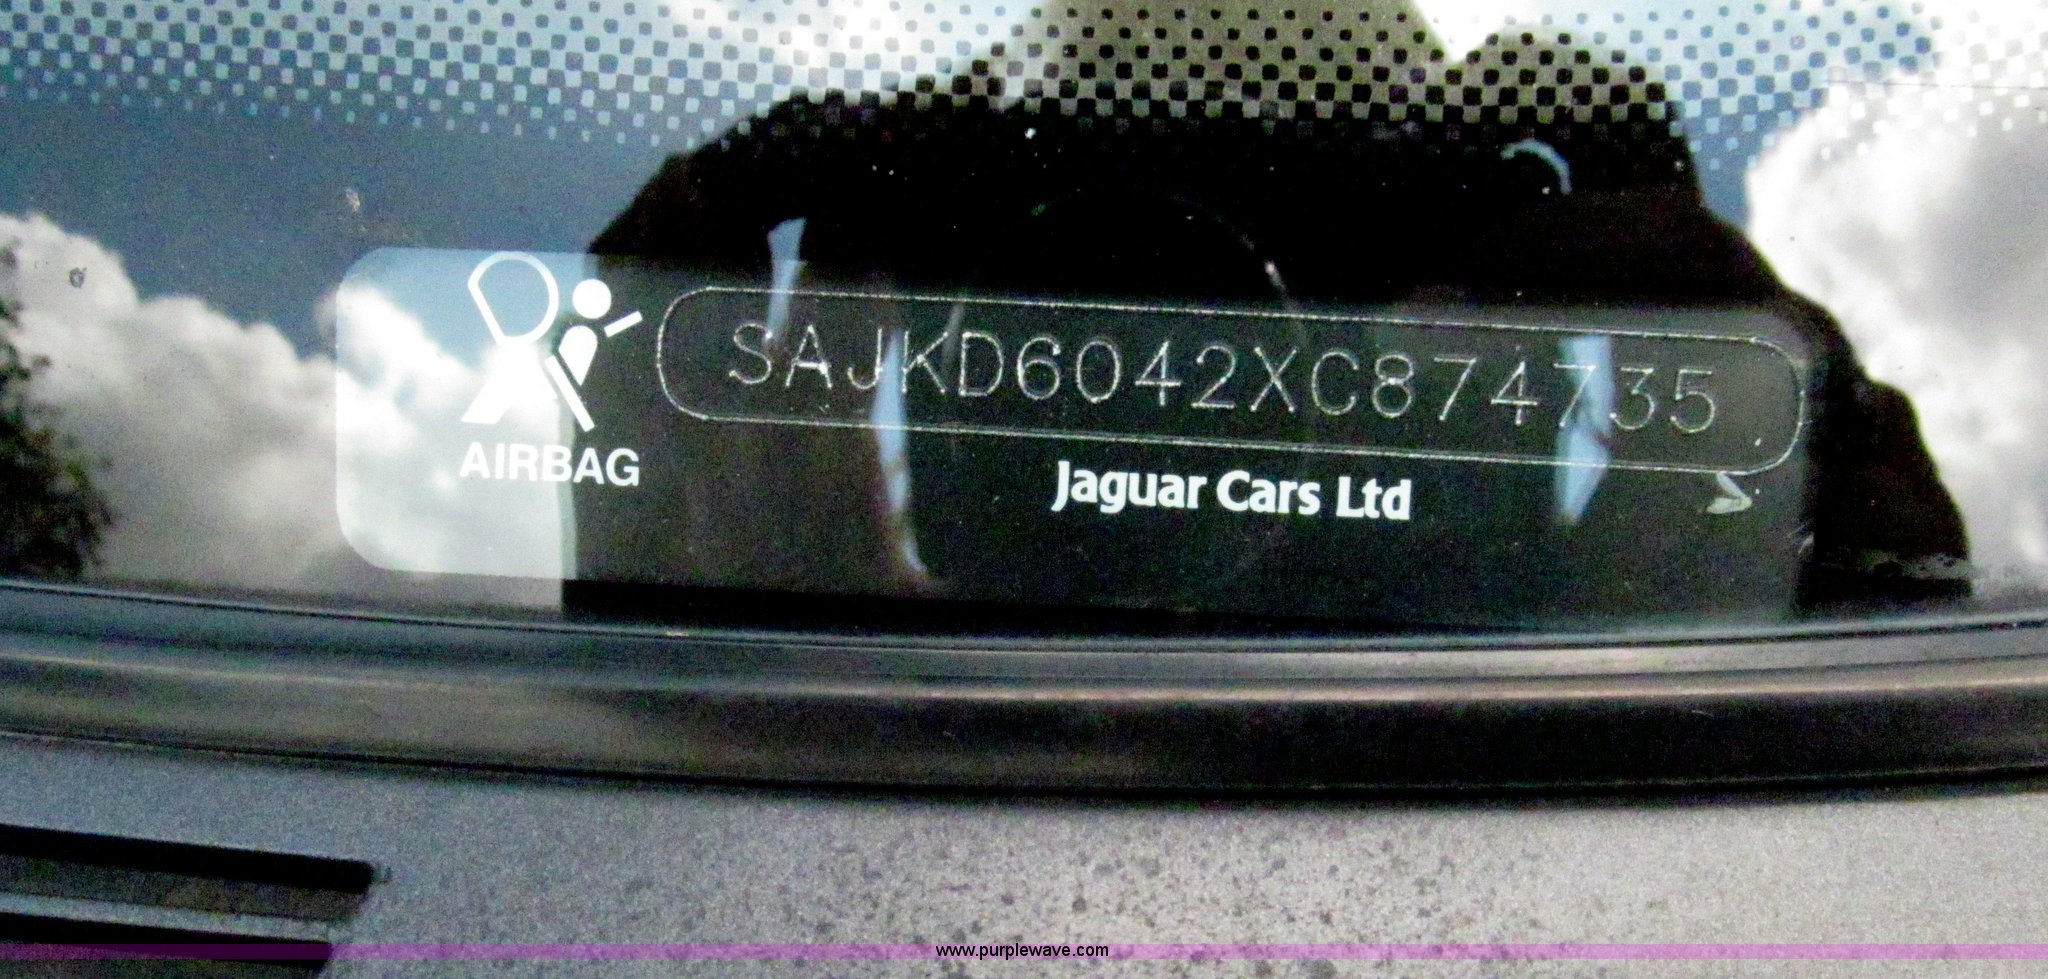 SAJKD6042XC874735
AIRBAG
Jaguar Cars Ltd
www.purplewave.com